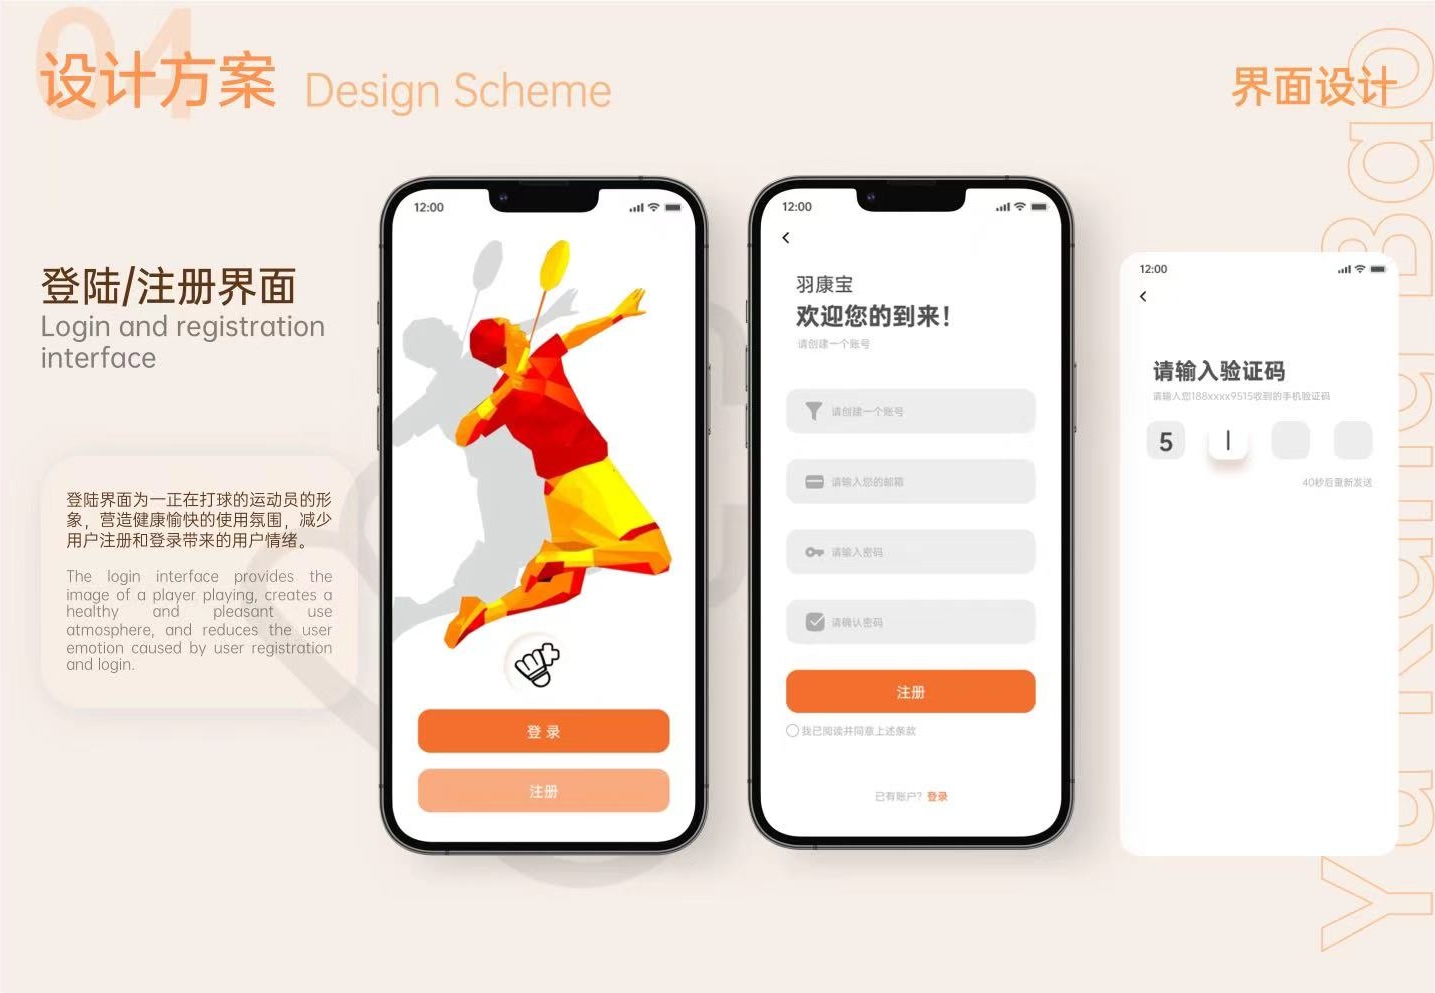 04
设计方案 Design Scheme
界面设计
登陆/注册界面
Login and registration
interface
登陆界面为一正在打球的运动员的形
象，营造健康愉快的使用氛围，减少
用户注册和登录带来的用户情绪。
The login interface provides the
image of a player playing, creates a
healthy and pleasant use
atmosphere, and reduces the user
emotion caused by user registration
and login.
12:00
登 录
注册
12:00
羽康宝
欢迎您的到来！
请创建一个账号
请创建一个账号
请输入您的邮箱
请输入密码
请确认密码
注册
我已阅读并同意上述条款
已有账户？登录
12:00
请输入验证码
请输入您188xxxx9515收到的手机验证码
5
40秒后重新发送
Yu Kang Bao